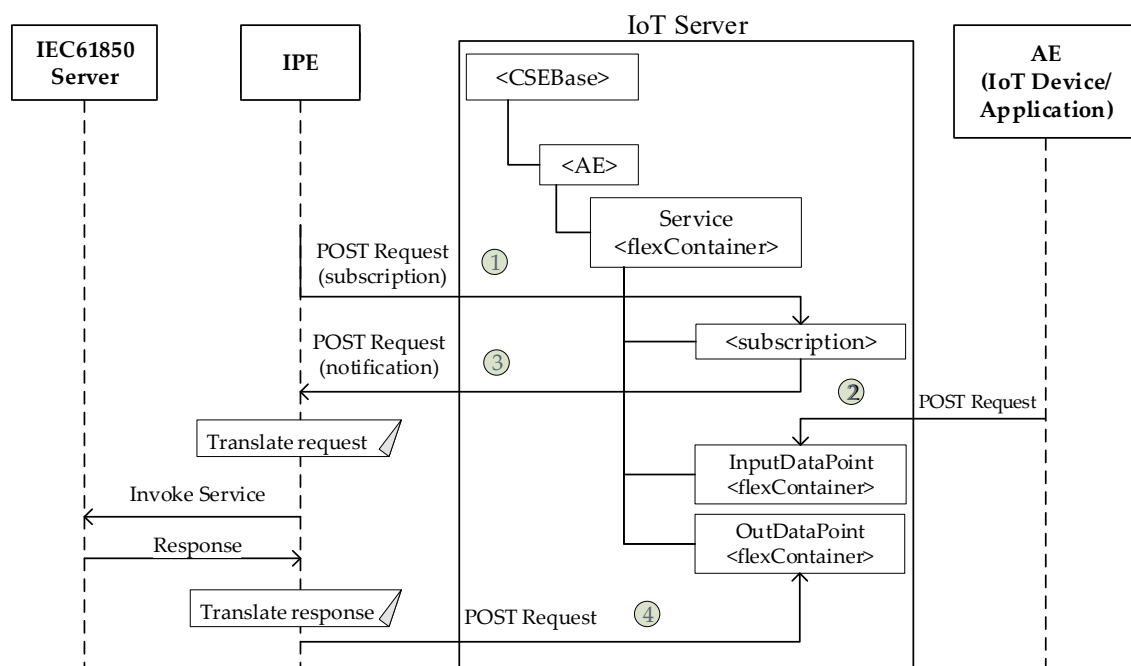 IoT Server
IEC61850
Server
IPE
AE
(IoT Device/
Application)
<CSEBase>
<AE>
Service
<flexContainer>
POST Request
(subscription)
1
<subscription>
POST Request
(notification)
3
2
POST Request
Translate request
InputDataPoint
<flexContainer>
Invoke Service
OutDataPoint
<flexContainer>
Response
Translate response
POST Request
4